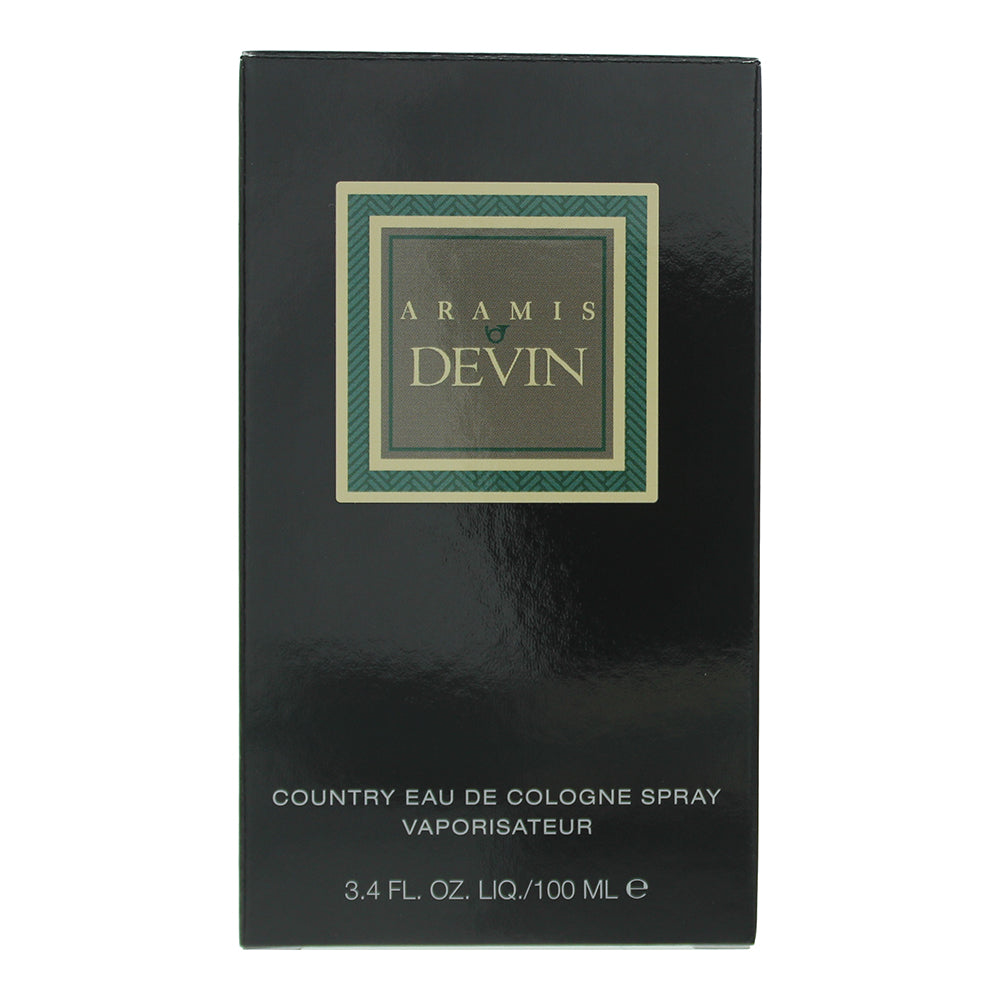 ARAMIS
DEVIN
COUNTRY EAU DE COLOGNE SPRAY
VAPORISATEUR
3.4 FL. OZ. LIQ./100 ML ℮